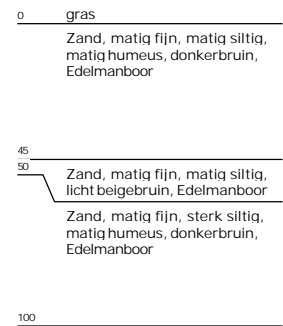 0 gras
Zand, matig fijn, matig siltig,
matig humeus, donkerbruin,
Edelmanboor
45
50
Zand, matig fijn, matig siltig,
licht beigebruin, Edelmanboor
Zand, matig fijn, sterk siltig,
matig humeus, donkerbruin,
Edelmanboor
100